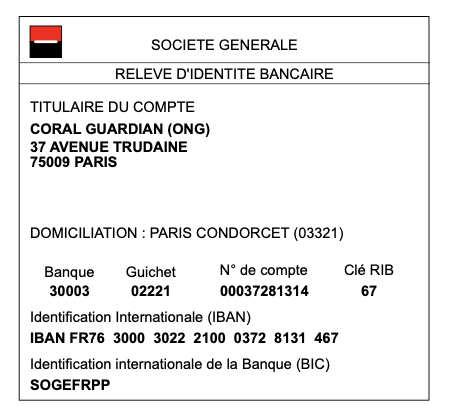 SOCIETE GENERALE
RELEVE D'IDENTITE BANCAIRE
TITULAIRE DU COMPTE
CORAL GUARDIAN (ONG)
37 AVENUE TRUDAINE
75009 PARIS
DOMICILIATION : PARIS CONDORCET (03321)
Banque Guichet N° de compte Clé RIB
30003 02221 00037281314 67
Identification Internationale (IBAN)
IBAN FR76 3000 3022 2100 0372 8131 467
Identification internationale de la Banque (BIC)
SOGEFRPP